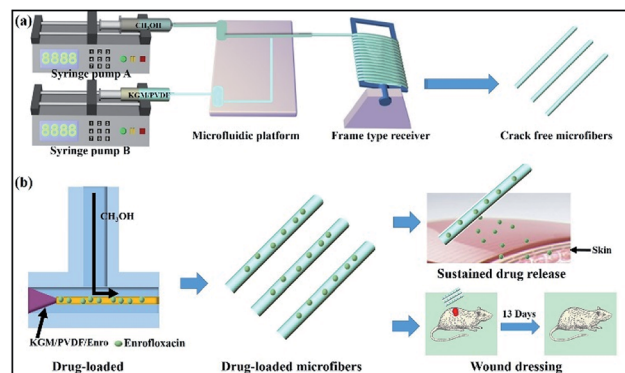 (a)
CH3OH
8888
Syringe pump A
KGM/PVDF
8888
Syringe pump B
Microfluidic platform
Frame type receiver
Crack free microfibers
(b)
CH3OH
KGM/PVDF/Enro
Enrofloxacin
Drug-loaded
Drug-loaded microfibers
Skin
Sustained drug release
13 Days
Wound dressing